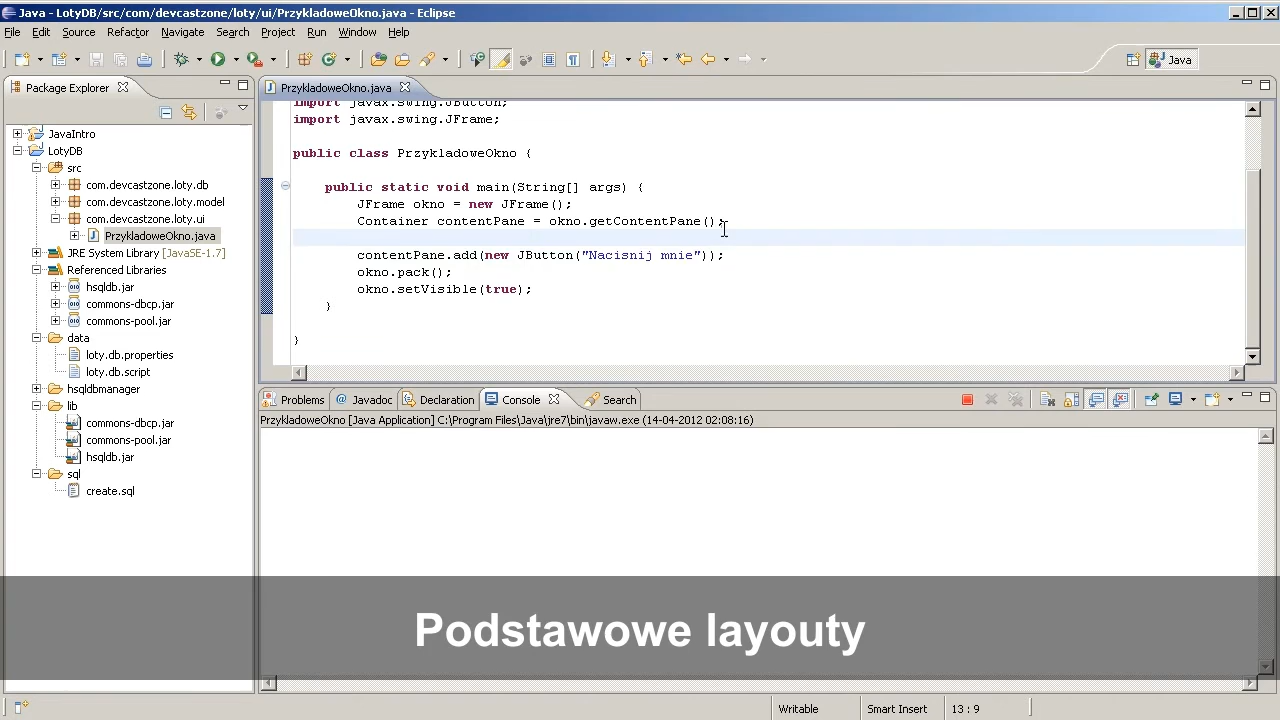 Java - LotyDB/src/com/devcastzone/loty/ui/PrzykladoweOkno.java - Eclipse
File Edit Source Refactor Navigate Search Project Run Window Help
Java
Package Explorer
JavaIntro
LotyDB
src
com.devcastzone.loty.db
com.devcastzone.loty.model
com.devcastzone.loty.ui
PrzykladoweOkno.java
JRE System Library [JavaSE-1.7]
Referenced Libraries
hsqldb.jar
commons-dbcp.jar
commons-pool.jar
data
loty.db.properties
loty.db.script
hsqldbmanager
lib
commons-dbcp.jar
commons-pool.jar
hsqldb.jar
sql
create.sql
PrzykladoweOkno.java
import javax.swing.JButton;
import javax.swing.JFrame;
public class PrzykladoweOkno {
public static void main(String[] args) {
JFrame okno = new JFrame();
Container contentPane = okno.getContentPane();
contentPane.add(new JButton("Nacisnij mnie"));
okno.pack();
okno.setVisible(true);
}
}
Problems @ Javadoc Declaration Console Search
PrzykladoweOkno [Java Application] C:\Program Files\Java\jre7\bin\javaw.exe (14-04-2012 02:08:16)
Podstawowe layouty
Writable Smart Insert 13 : 9